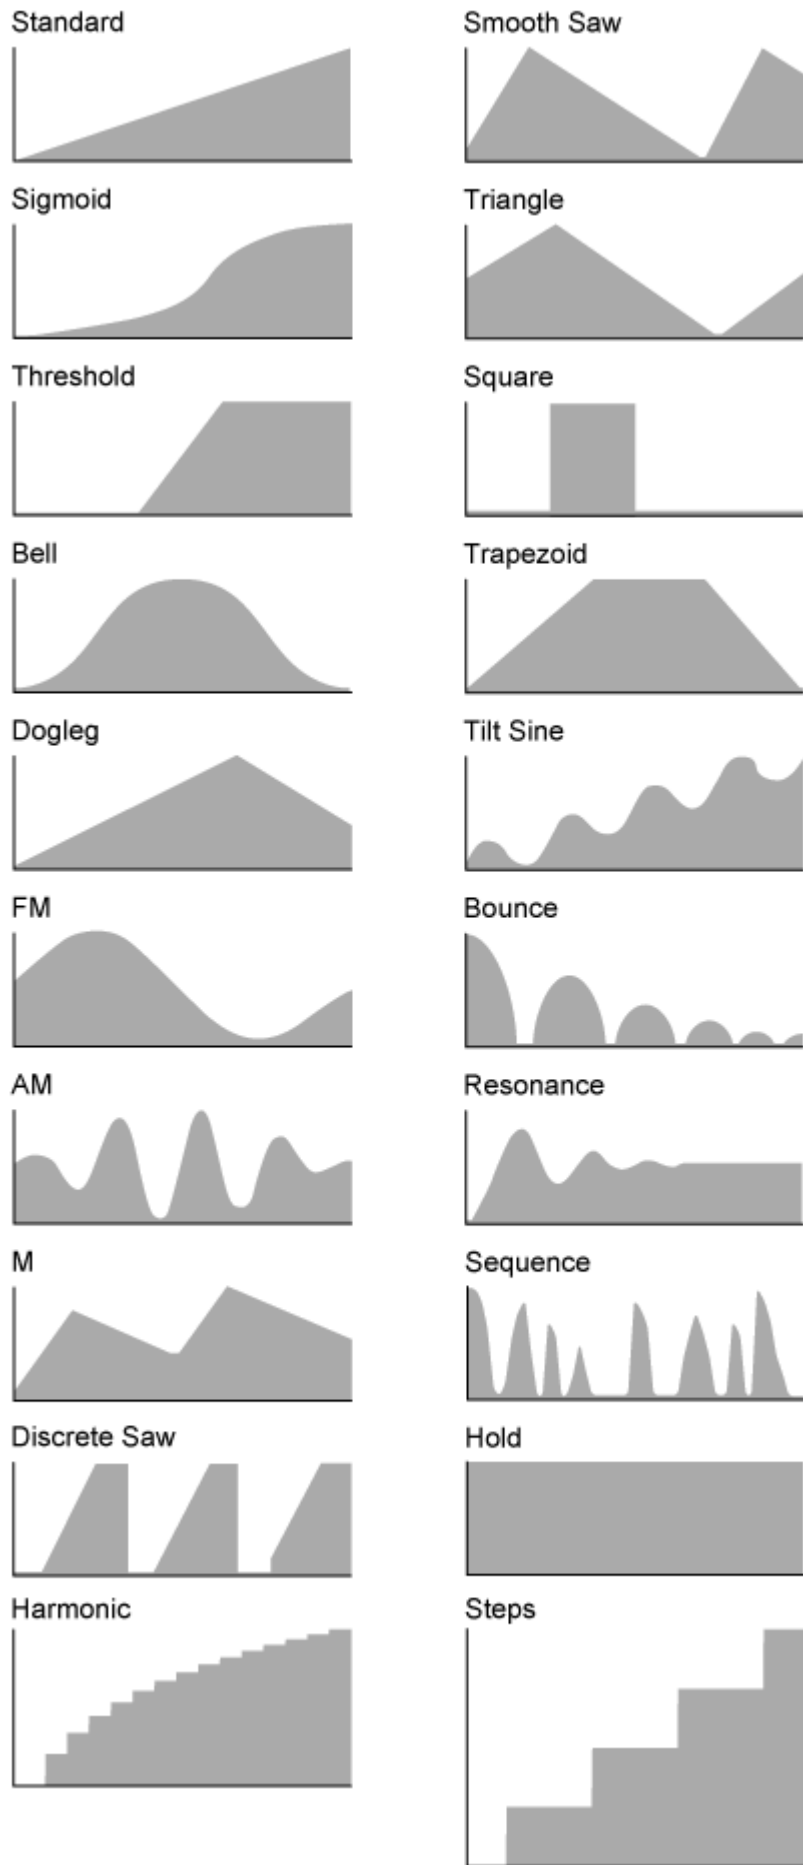 Standard
Smooth Saw
Sigmoid
Triangle
Threshold
Square
Bell
Trapezoid
Dogleg
Tilt Sine
FM
Bounce
AM
Resonance
M
Sequence
Discrete Saw
Hold
Harmonic
Steps